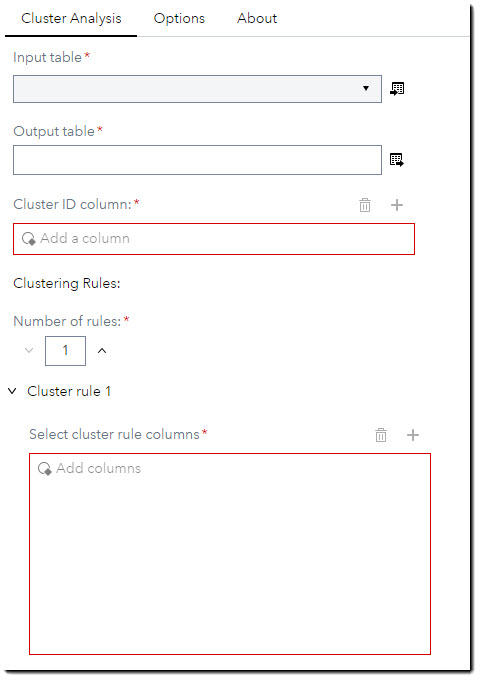 Cluster Analysis Options About
Input table*
Output table*
Cluster ID column:*
Add a column
Clustering Rules:
Number of rules:*
1
Cluster rule 1
Select cluster rule columns*
Add columns